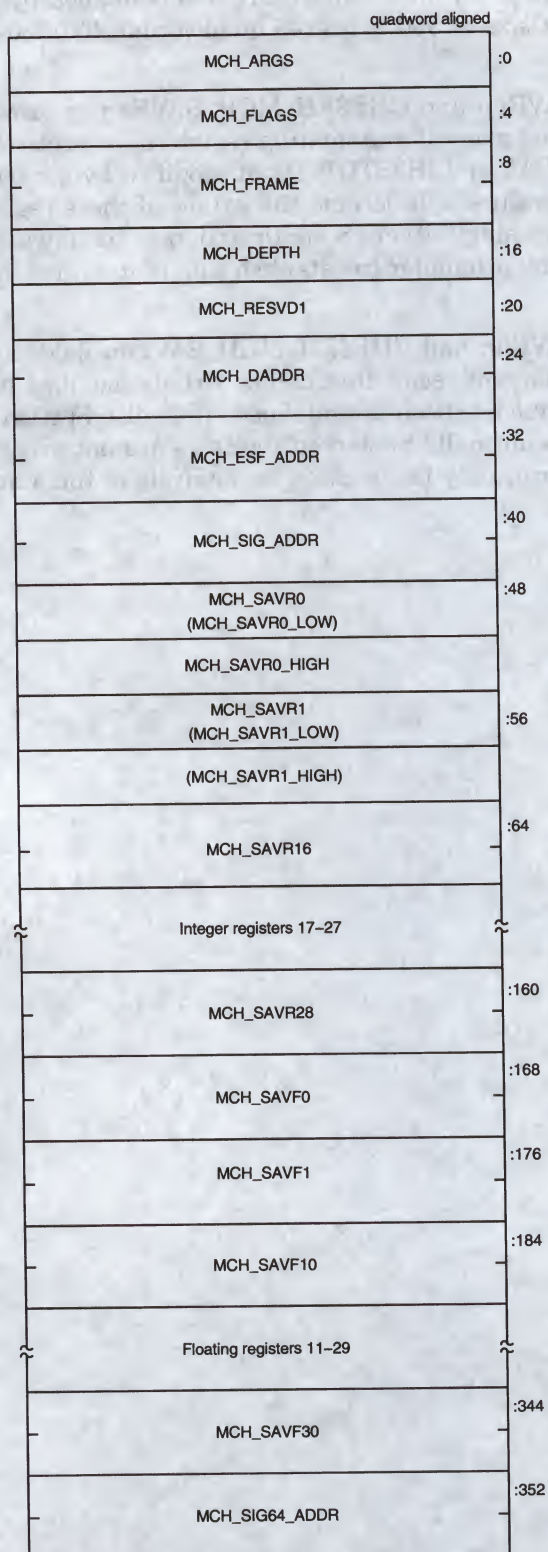 quadword aligned
MCH_ARGS :0
MCH_FLAGS :4
MCH_FRAME :8
MCH_DEPTH :16
MCH_RESVD1 :20
MCH_DADDR :24
MCH_ESF_ADDR :32
MCH_SIG_ADDR :40
MCH_SAVR0 :48
(MCH_SAVR0_LOW)
MCH_SAVR0_HIGH
MCH_SAVR1 :56
(MCH_SAVR1_LOW)
(MCH_SAVR1_HIGH)
MCH_SAVR16 :64
Integer registers 17–27
MCH_SAVR28 :160
MCH_SAVF0 :168
MCH_SAVF1 :176
MCH_SAVF10 :184
Floating registers 11–29
MCH_SAVF30 :344
MCH_SIG64_ADDR :352